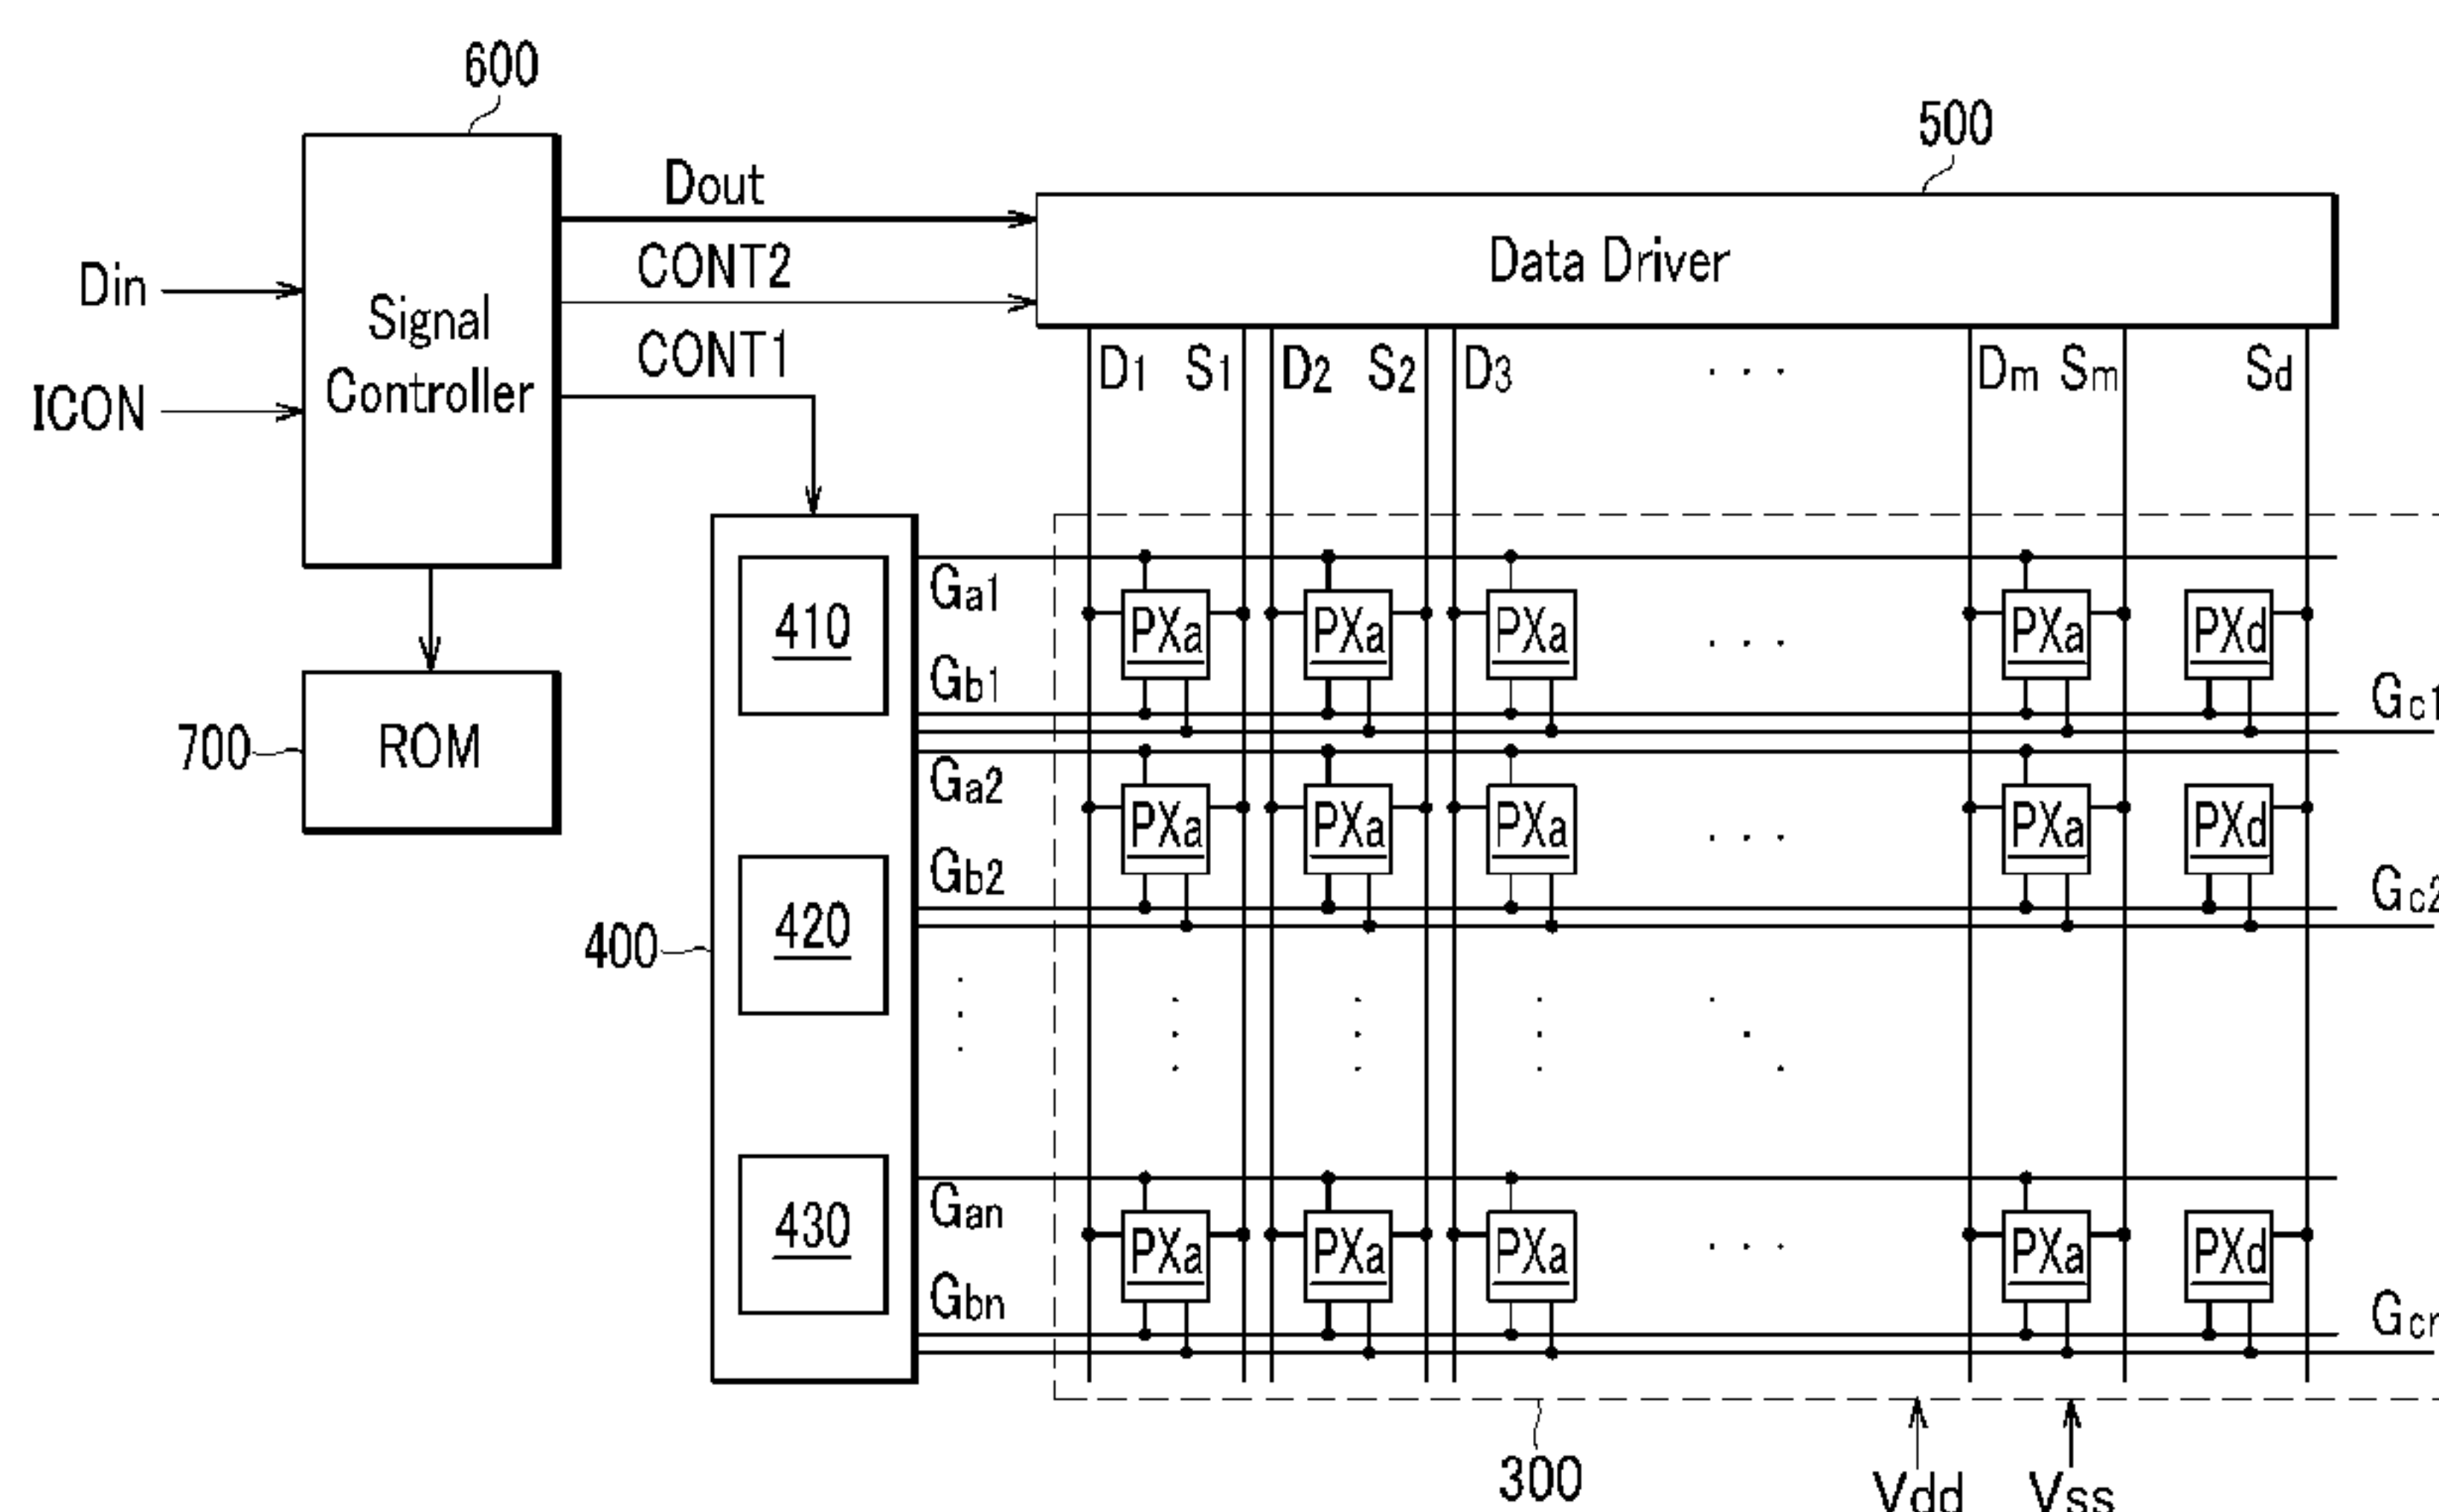 600
500
Dout
CONT2
CONT1
Din
ICON
Signal
Controller
Data Driver
D1 S1 D2 S2 D3 . . . Dm Sm Sd
410
Ga1
PXa PXa PXa . . . PXa PXd
Gb1
Gc1
700
ROM
Ga2
PXa PXa PXa . . . PXa PXd
Gb2
Gc2
400
420
430
Gan
PXa PXa PXa . . . PXa PXd
Gbn
300
Vdd Vss